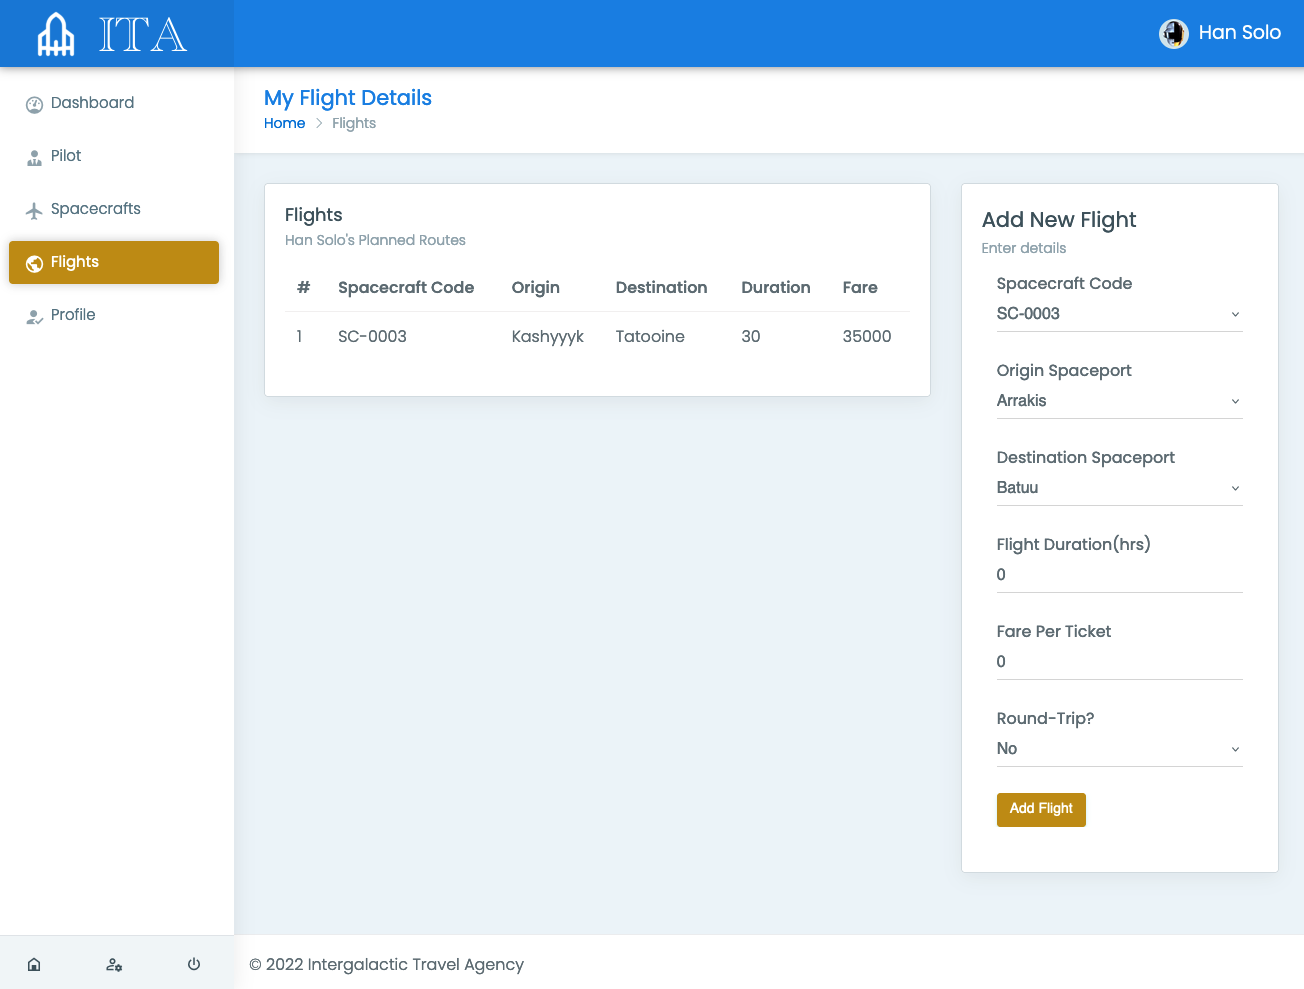 ITA
Han Solo
Dashboard
Pilot
Spacecrafts
Flights
Profile
My Flight Details
Home > Flights
Flights
Han Solo's Planned Routes
# Spacecraft Code Origin Destination Duration Fare
1 SC-0003 Kashyyyk Tatooine 30 35000
Add New Flight
Enter details
Spacecraft Code
SC-0003
Origin Spaceport
Arrakis
Destination Spaceport
Batuu
Flight Duration(hrs)
0
Fare Per Ticket
0
Round-Trip?
No
Add Flight
© 2022 Intergalactic Travel Agency